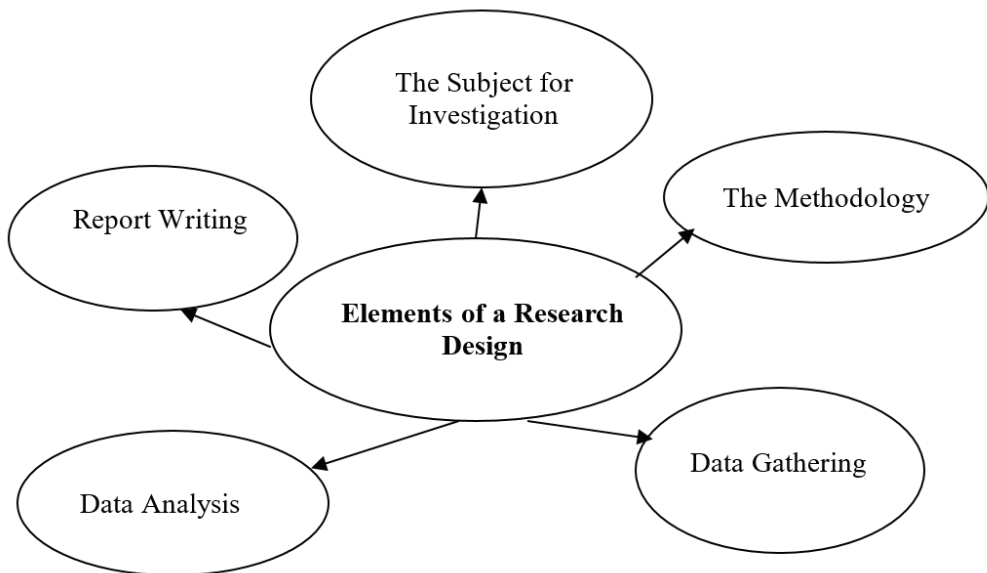 The Subject for
Investigation
The Methodology
Report Writing
Elements of a Research
Design
Data Gathering
Data Analysis